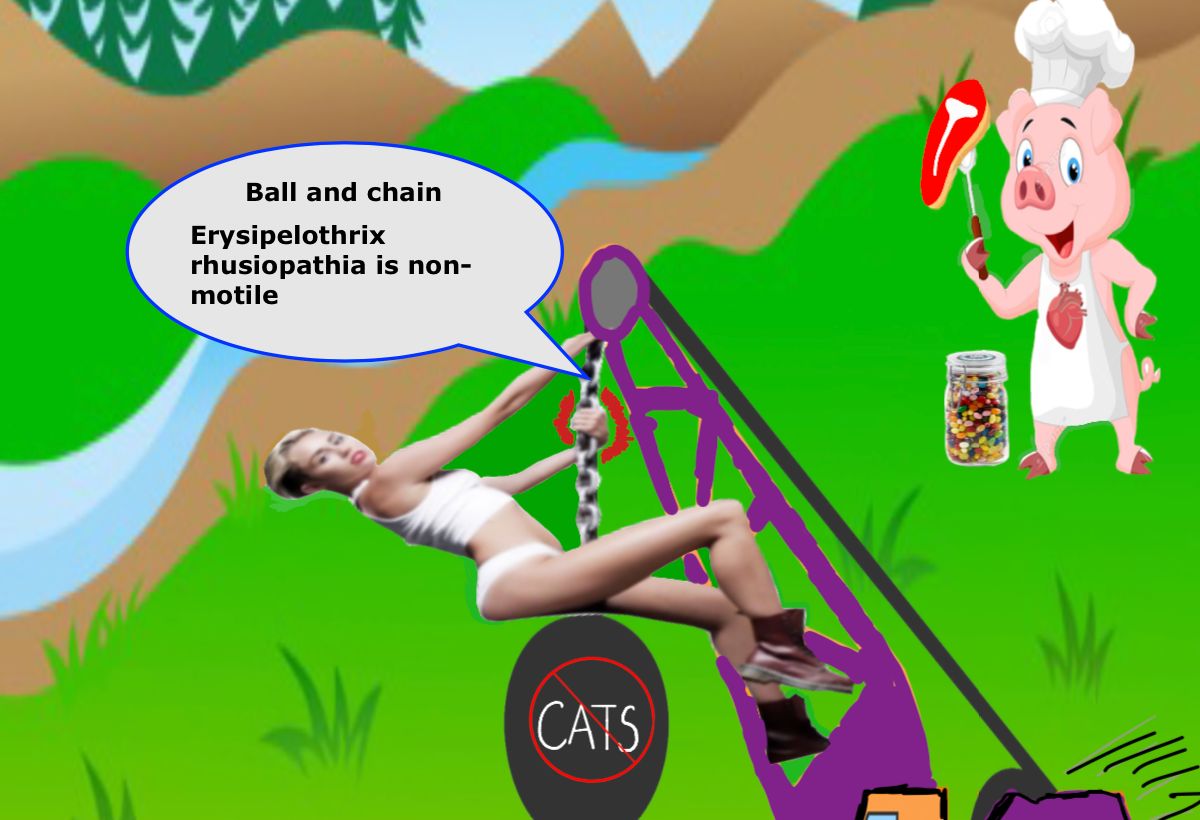 Ball and chain
Erysipelothrix
rhusiopathia is non-
motile
CATS